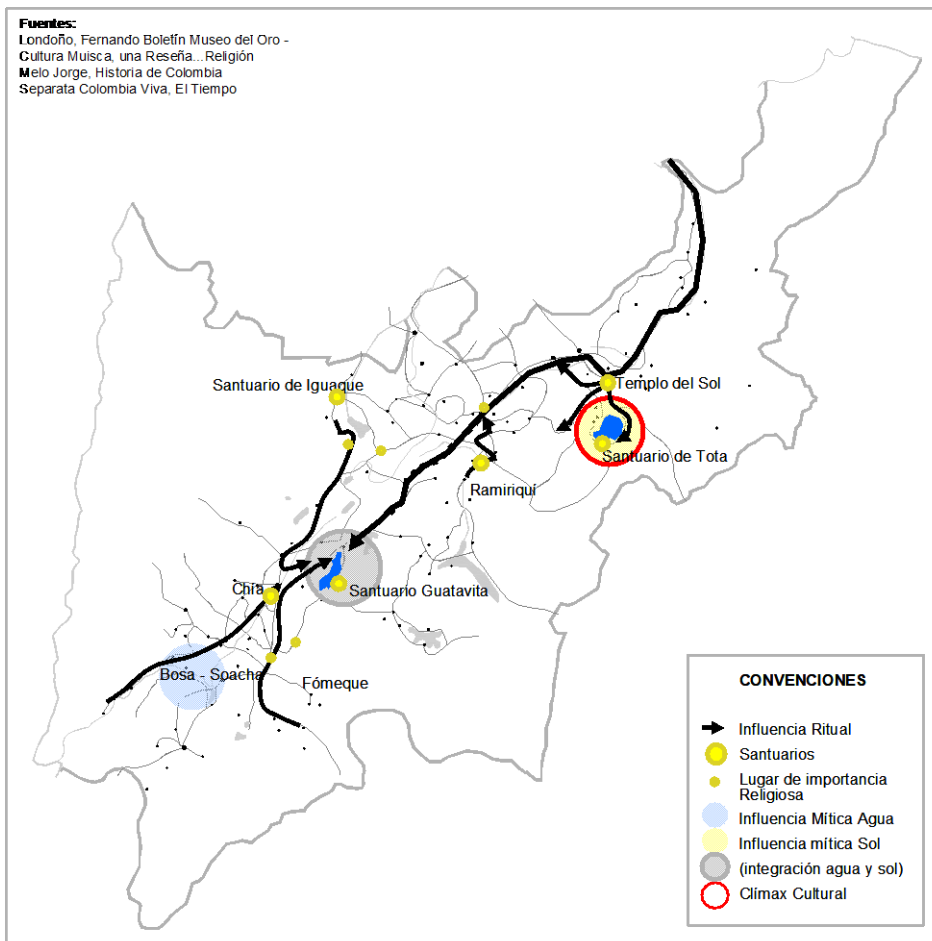 Fuentes:
Londoño, Fernando Boletín Museo del Oro -
Cultura Muisca, una Reseña...Religión
Melo Jorge, Historia de Colombia
Separata Colombia Viva, El Tiempo
Santuario de Iguaque
Templo del Sol
Santuario de Tota
Ramiriquí
Santuario Guatavita
Chía
Bosa - Soacha
Fómeque
CONVENCIONES
Influencia Ritual
Santuarios
Lugar de importancia
Religiosa
Influencia Mítica Agua
Influencia mítica Sol
(integración agua y sol)
Clímax Cultural